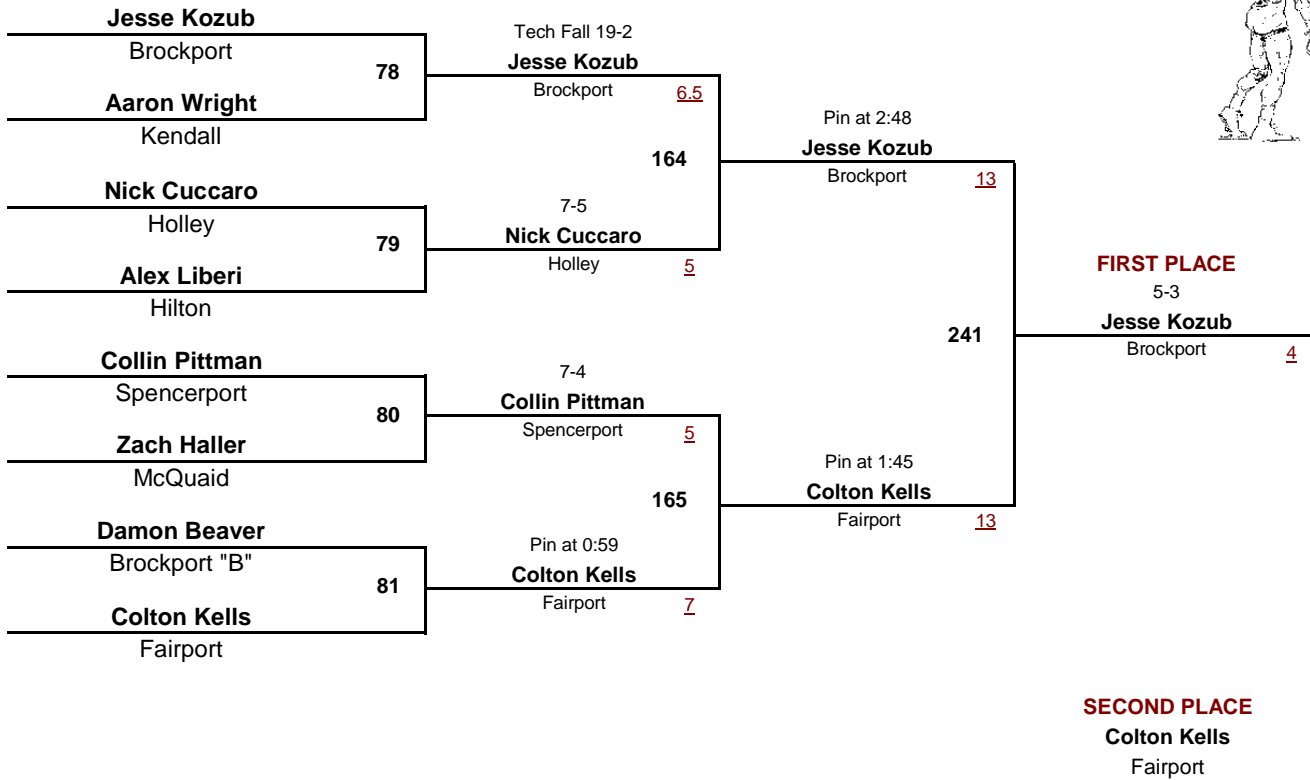 Jesse Kozub
Brockport
78
Aaron Wright
Kendall
Nick Cuccaro
Holley
79
Alex Liberi
Hilton
Collin Pittman
Spencerport
80
Zach Haller
McQuaid
Damon Beaver
Brockport "B"
81
Colton Kells
Fairport
Tech Fall 19-2
Jesse Kozub
Brockport
6.5
164
7-5
Nick Cuccaro
Holley
5
7-4
Collin Pittman
Spencerport
5
165
Pin at 0:59
Colton Kells
Fairport
7
Pin at 2:48
Jesse Kozub
Brockport
13
241
Pin at 1:45
Colton Kells
Fairport
13
FIRST PLACE
5-3
Jesse Kozub
Brockport
4
SECOND PLACE
Colton Kells
Fairport